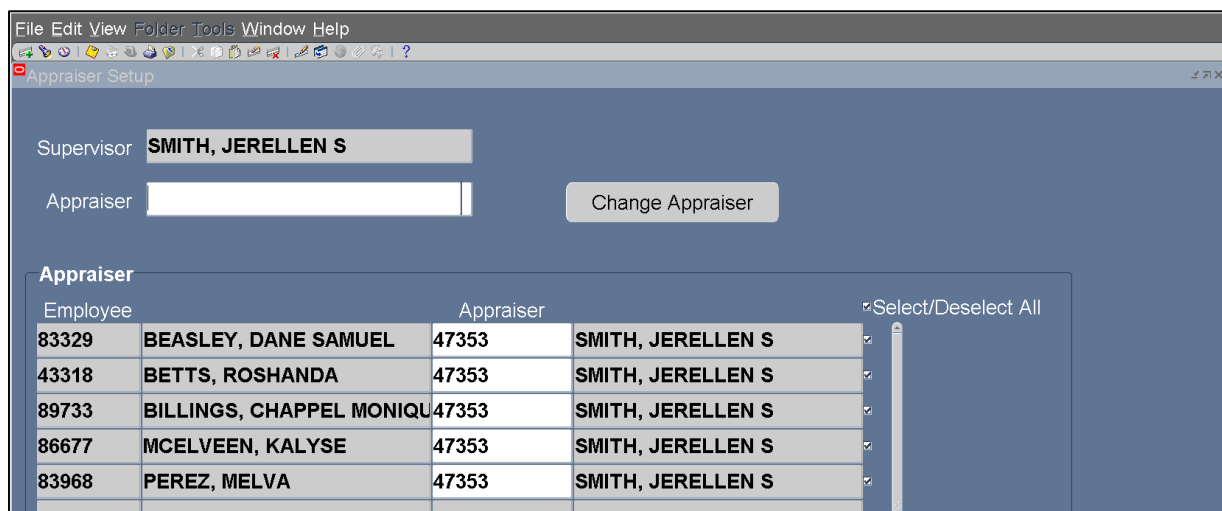 File Edit View Folder Tools Window Help
?
Appraiser Setup
Supervisor SMITH, JERELLEN S
Appraiser Change Appraiser
Appraiser
Employee Appraiser Select/Deselect All
83329 BEASLEY, DANE SAMUEL 47353 SMITH, JERELLEN S
43318 BETTS, ROSHANDA 47353 SMITH, JERELLEN S
89733 BILLINGS, CHAPPEL MONIQU 47353 SMITH, JERELLEN S
86677 MCELVEEN, KALYSE 47353 SMITH, JERELLEN S
83968 PEREZ, MELVA 47353 SMITH, JERELLEN S